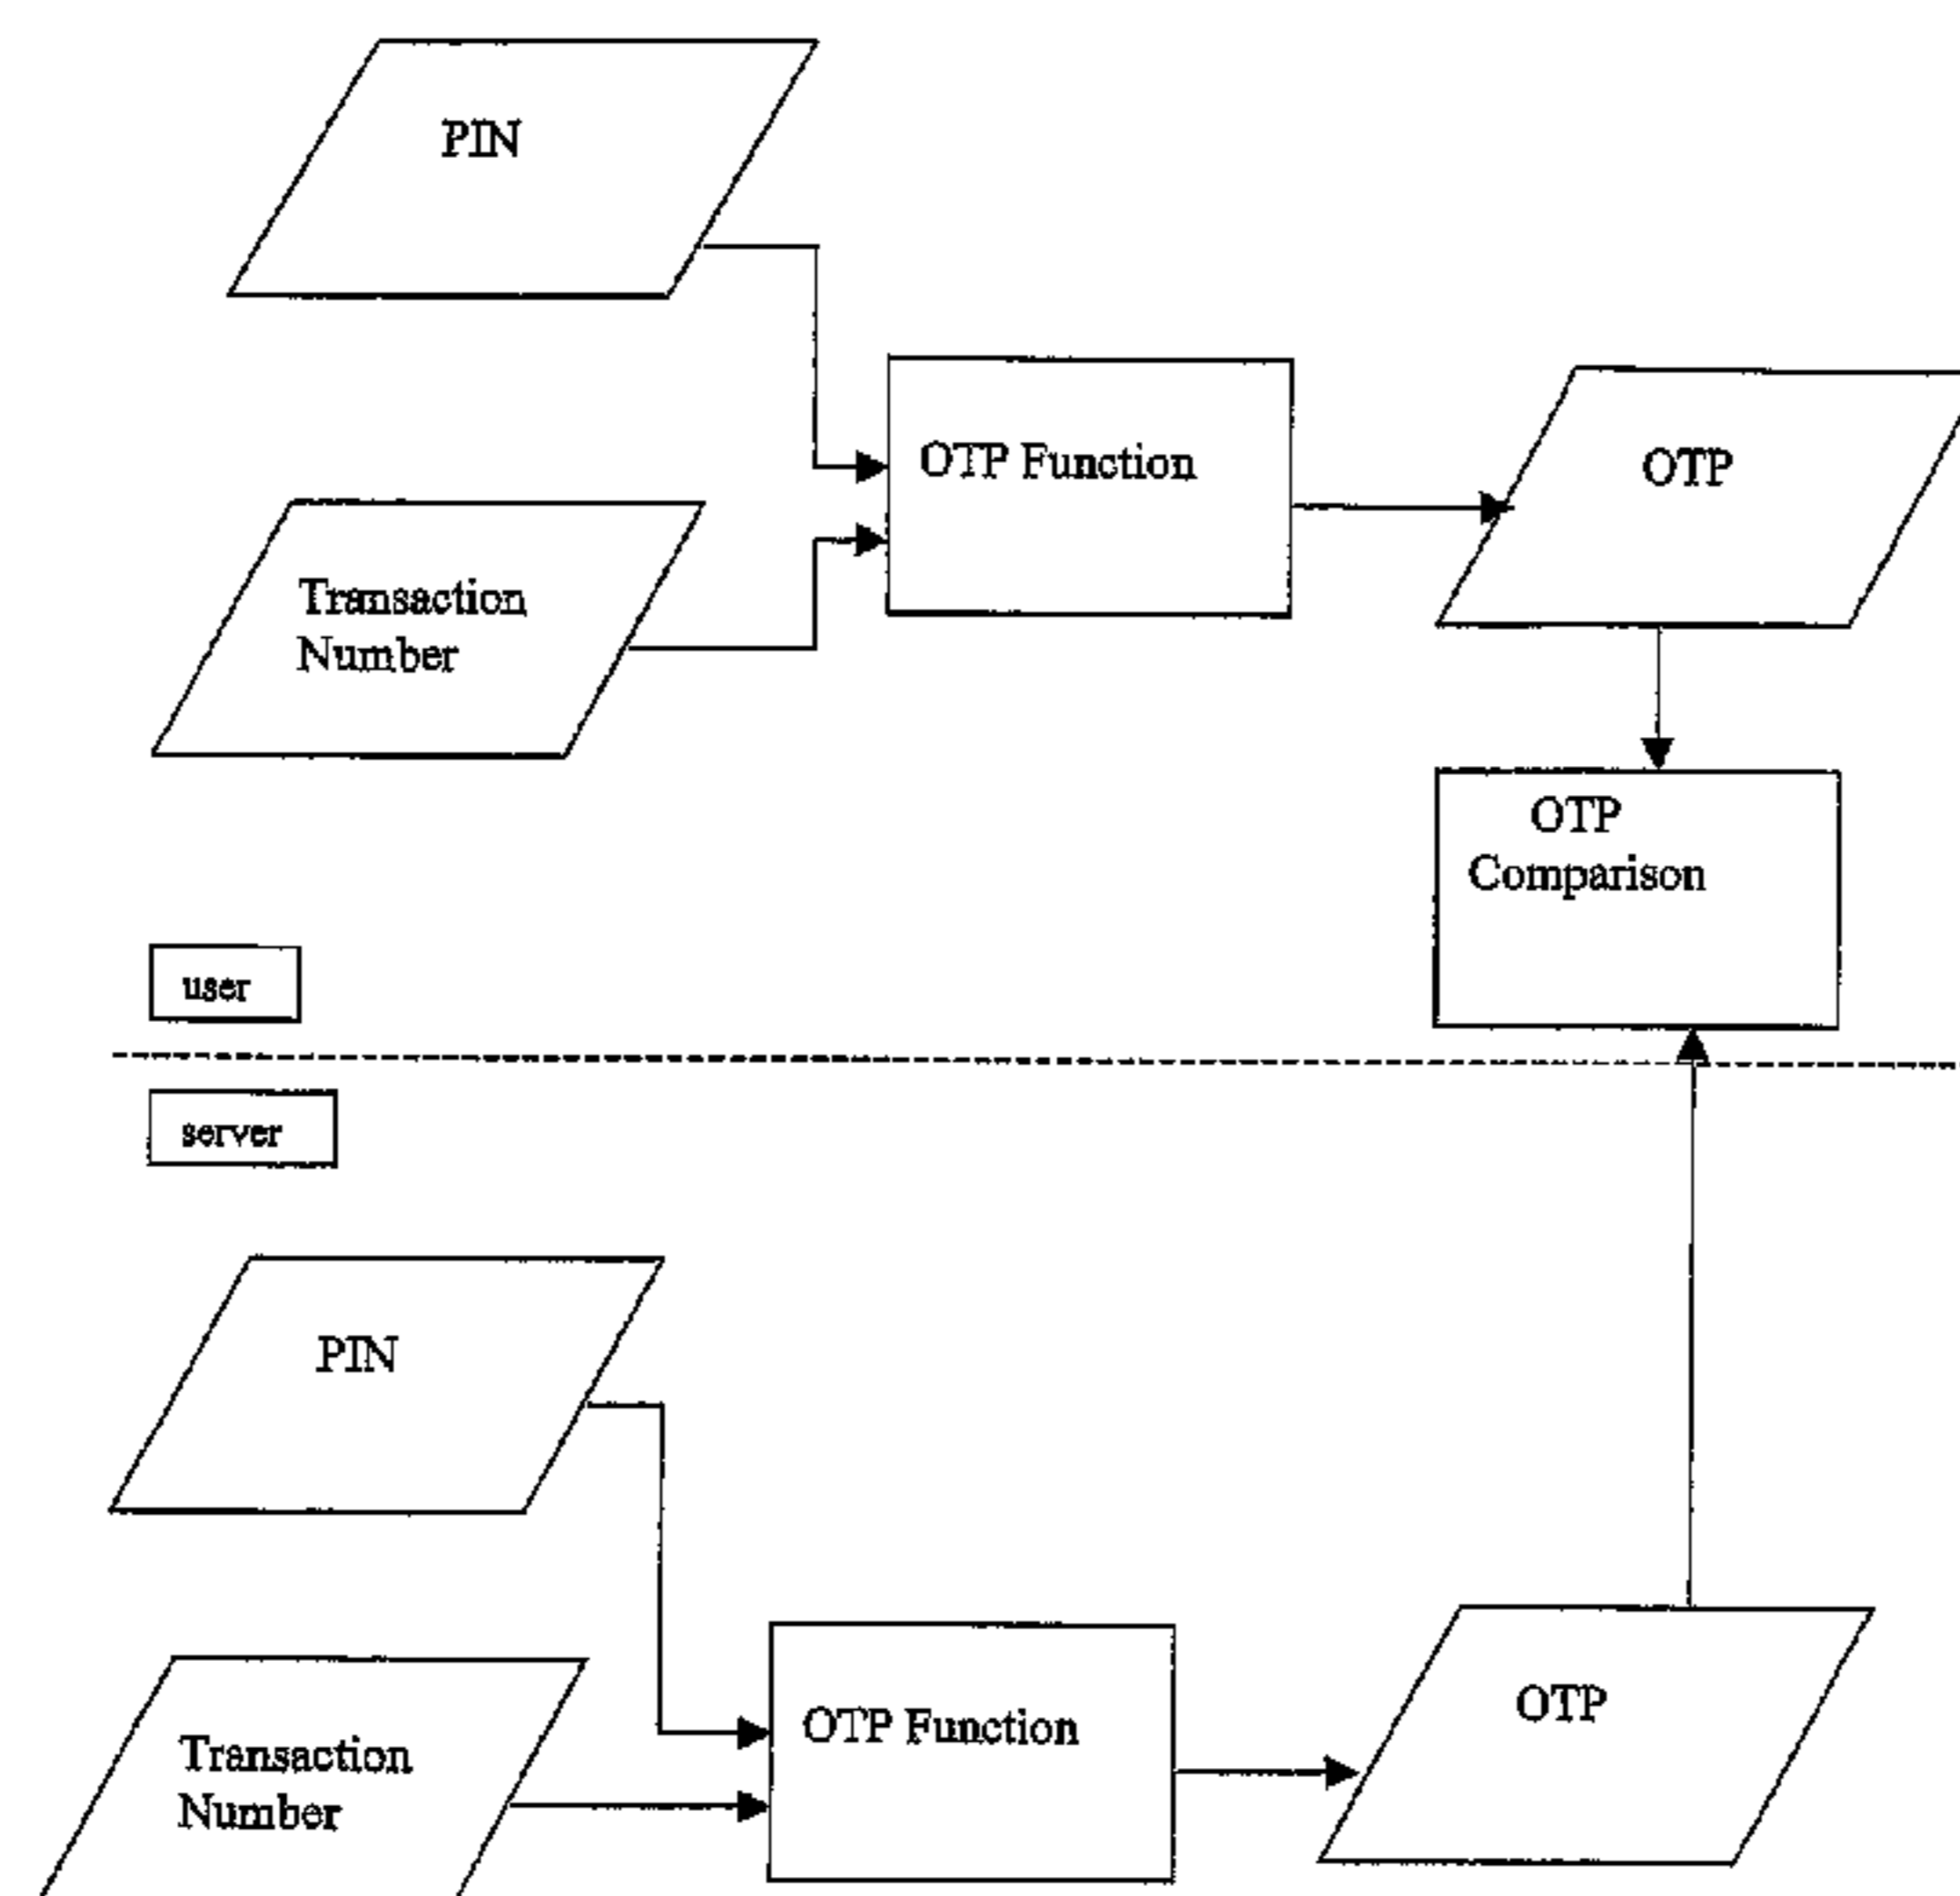 PIN
OTP Function
OTP
Transaction
Number
OTP
Comparison
user
server
PIN
OTP Function
OTP
Transaction
Number